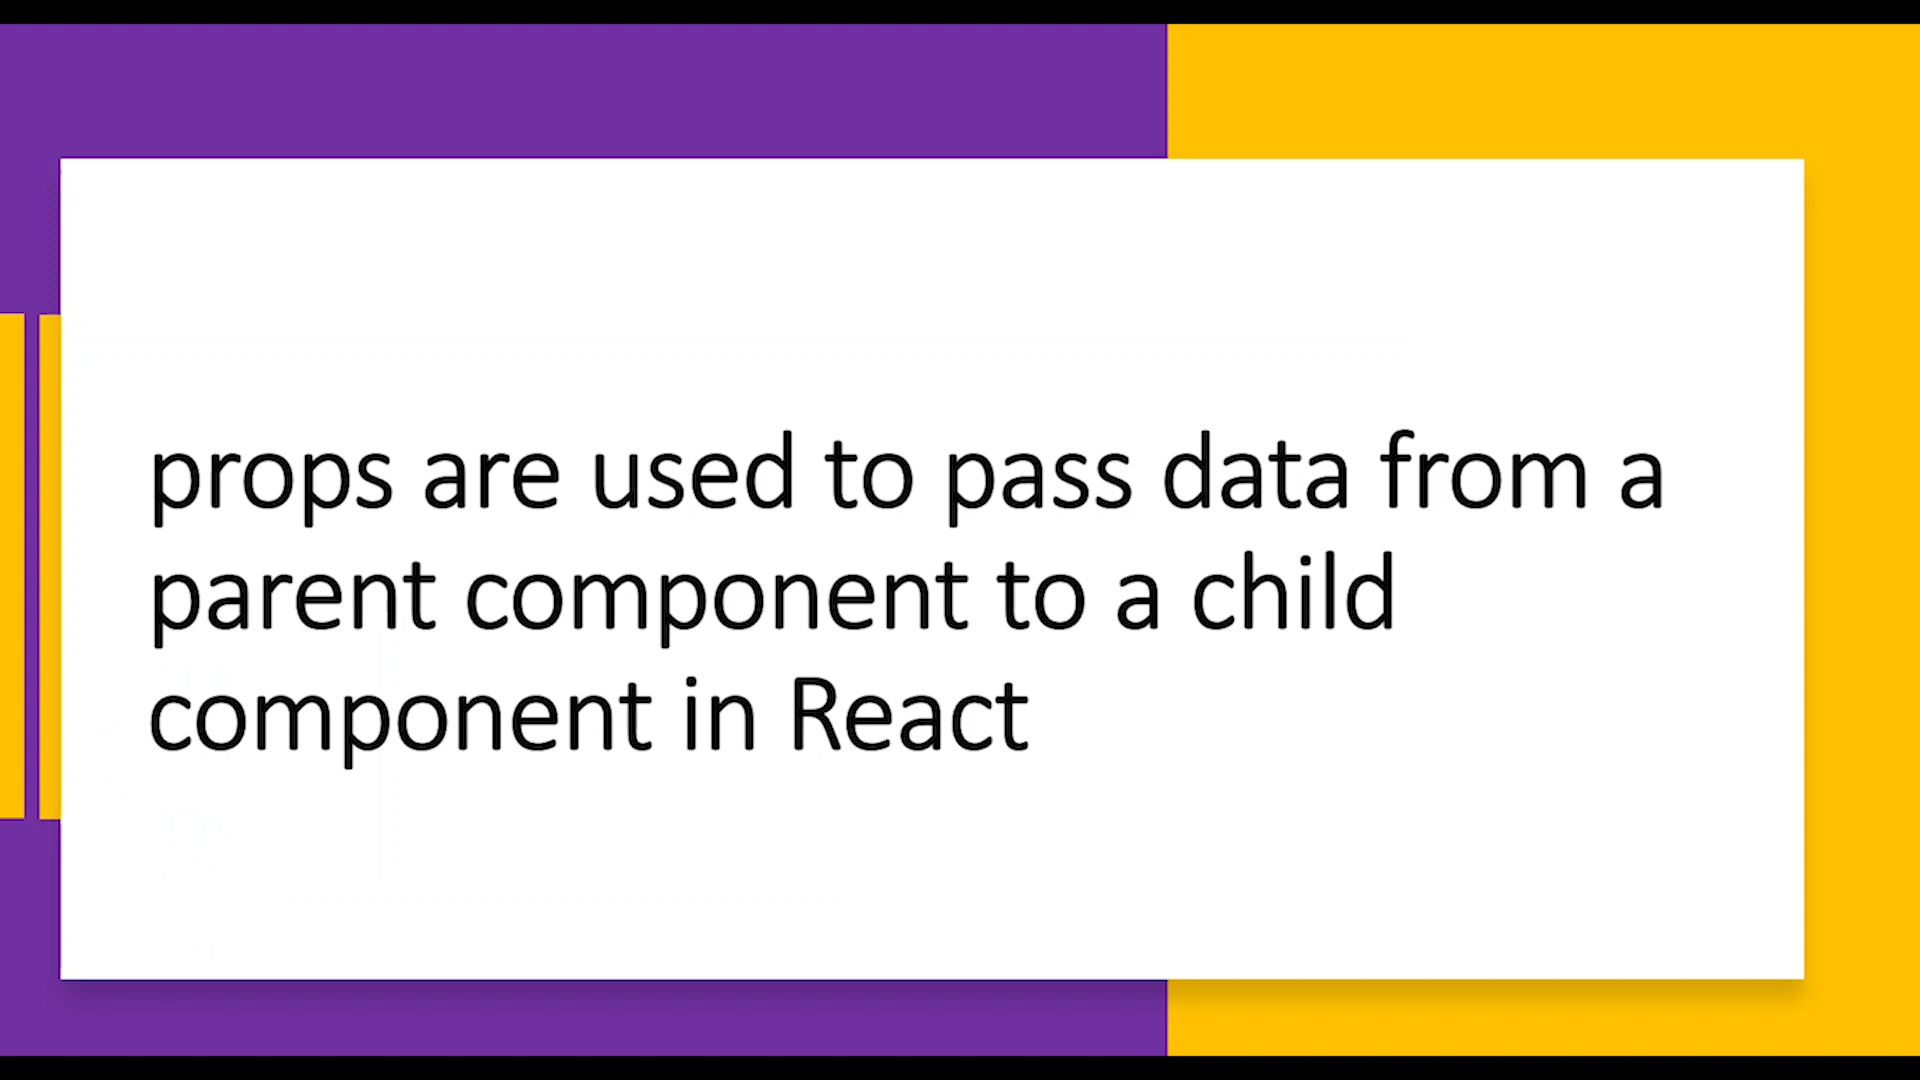 props are used to pass data from a
parent component to a child
component in React